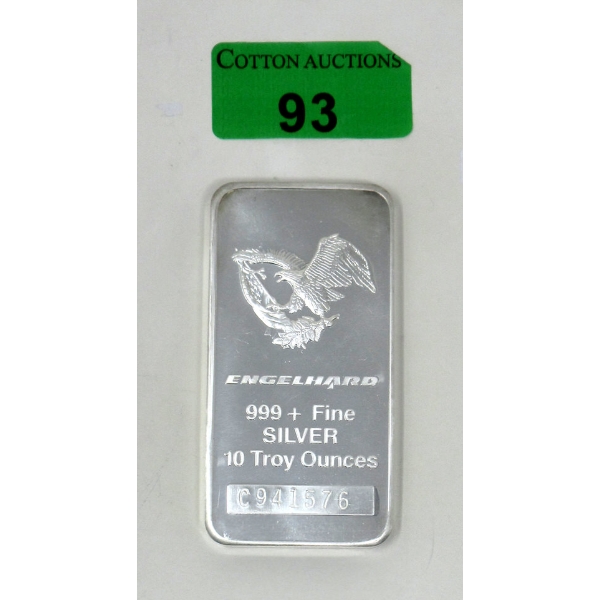 COTTON AUCTIONS
93
ENGELHARD
999 + Fine
SILVER
10 Troy Ounces
C941576